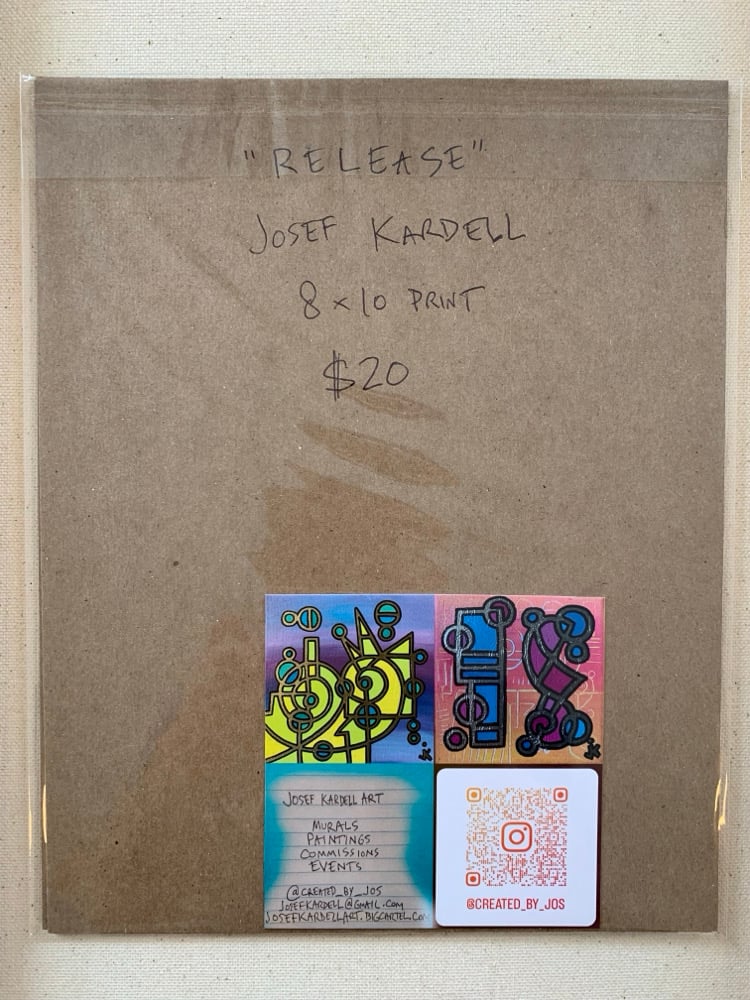 "RELEASE"
JOSEF KARDELL
8 x 10 PRINT
$20
JOSEF KARDELL ART
MURALS
PAINTINGS
COMMISSIONS
EVENTS
@CREATED_BY_JOS
JOSEFKARDELL@GMAIL.COM
JOSEFKARDELLART.BIGCARTEL.COM
@CREATED_BY_JOS